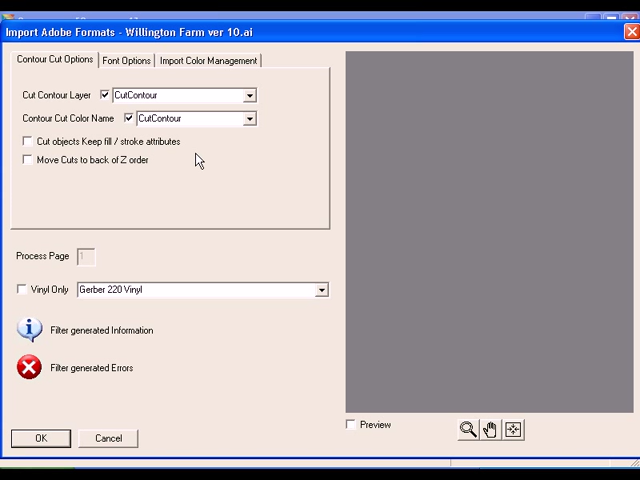 Import Adobe Formats - Willington Farm ver 10.ai
Contour Cut Options
Font Options
Import Color Management
Cut Contour Layer
CutContour
Contour Cut Color Name
CutContour
Cut objects Keep fill / stroke attributes
Move Cuts to back of Z order
Process Page
1
Vinyl Only
Gerber 220 Vinyl
Filter generated Information
Filter generated Errors
OK
Cancel
Preview